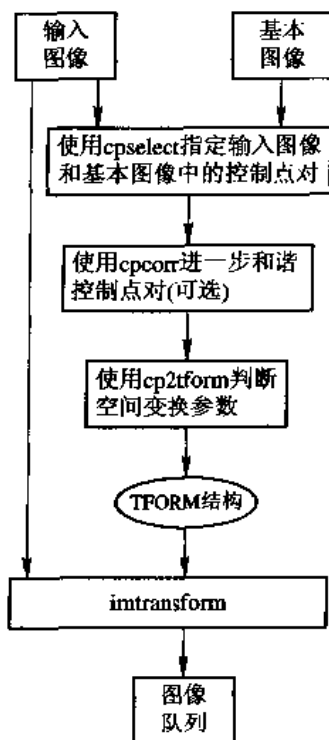 输入
图像
基本
图像
使用cpselect指定输入图像
和基本图像中的控制点对
使用cpcorr进一步和谐
控制点对(可选)
使用cp2tform判断
空间变换参数
TFORM结构
imtransform
图像
队列